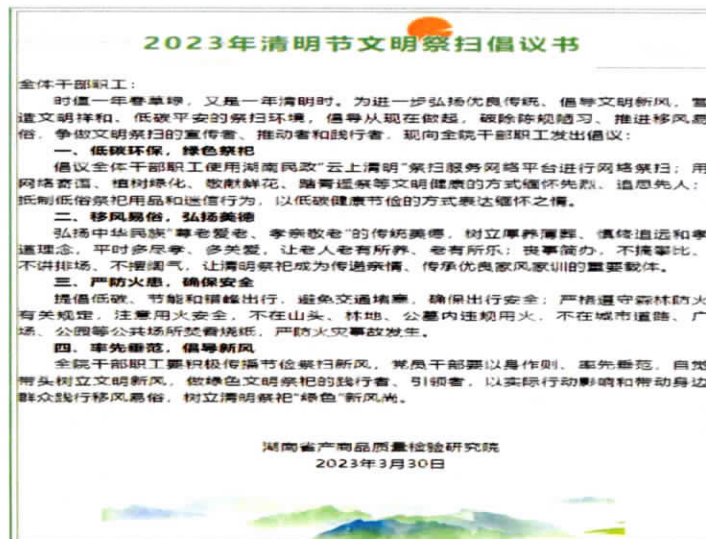 2023年清明节文明祭扫倡议书
全体干部职工：
时值一年春草绿，又是一年清明时。为进一步弘扬优良传统、倡导文明新风，营
造文明祥和、低碳平安的祭扫环境，倡导从现在做起，破除陈规陋习、推进移风易
俗，争做文明祭扫的宣传者、推动者和践行者，现向全院干部职工发出倡议：
一、低碳环保，绿色祭祀
倡议全体干部职工使用湖南民政“云上清明”祭扫服务网络平台进行网络祭扫；用
网络寄语、植树绿化、敬献鲜花、踏青遥祭等文明健康的方式缅怀先烈、追思先人；
抵制低俗祭祀用品和迷信行为，以低碳健康节俭的方式表达缅怀之情。
二、移风易俗，弘扬美德
弘扬中华民族“尊老爱老、孝亲敬老”的传统美德，树立厚养薄葬、慎终追远和孝
道理念，平时多尽孝、多关爱，让老人老有所养、老有所乐；丧事简办，不搞攀比、
不讲排场、不摆阔气，让清明祭祀成为传递亲情、传承优良家风家训的重要载体。
三、严防火患，确保安全
提倡低碳、节能和错峰出行，避免交通堵塞，确保出行安全；严格遵守森林防火
有关规定，注意用火安全，不在山头、林地、公墓内违规用火，不在城市道路、广
场、公园等公共场所焚香烧纸，严防火灾事故发生。
四、率先垂范，倡导新风
全院干部职工要积极传播节俭祭扫新风，党员干部要以身作则、率先垂范，自觉
带头树立文明新风，做绿色文明祭祀的践行者、引领者，以实际行动影响和带动身边
群众践行移风易俗，树立清明祭祀“绿色”新风尚。
湖南省产商品质量检验研究院
2023年3月30日